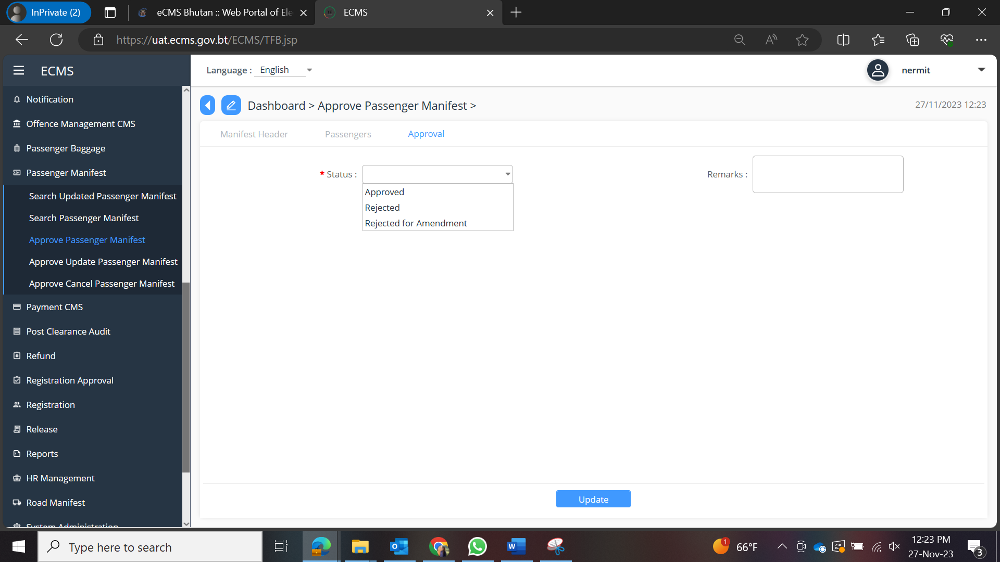 InPrivate (2)
eCMS Bhutan :: Web Portal of Ele
ECMS
https://uat.ecms.gov.bt/ECMS/TFB.jsp
ECMS
Language : English
nermit
Notification
Offence Management CMS
Passenger Baggage
Passenger Manifest
Search Updated Passenger Manifest
Search Passenger Manifest
Approve Passenger Manifest
Approve Update Passenger Manifest
Approve Cancel Passenger Manifest
Payment CMS
Post Clearance Audit
Refund
Registration Approval
Registration
Release
Reports
HR Management
Road Manifest
System Administration
Dashboard > Approve Passenger Manifest >
27/11/2023 12:23
Manifest Header Passengers Approval
* Status :
Approved
Rejected
Rejected for Amendment
Remarks :
Update
Type here to search
1
66°F
12:23 PM
27-Nov-23
3